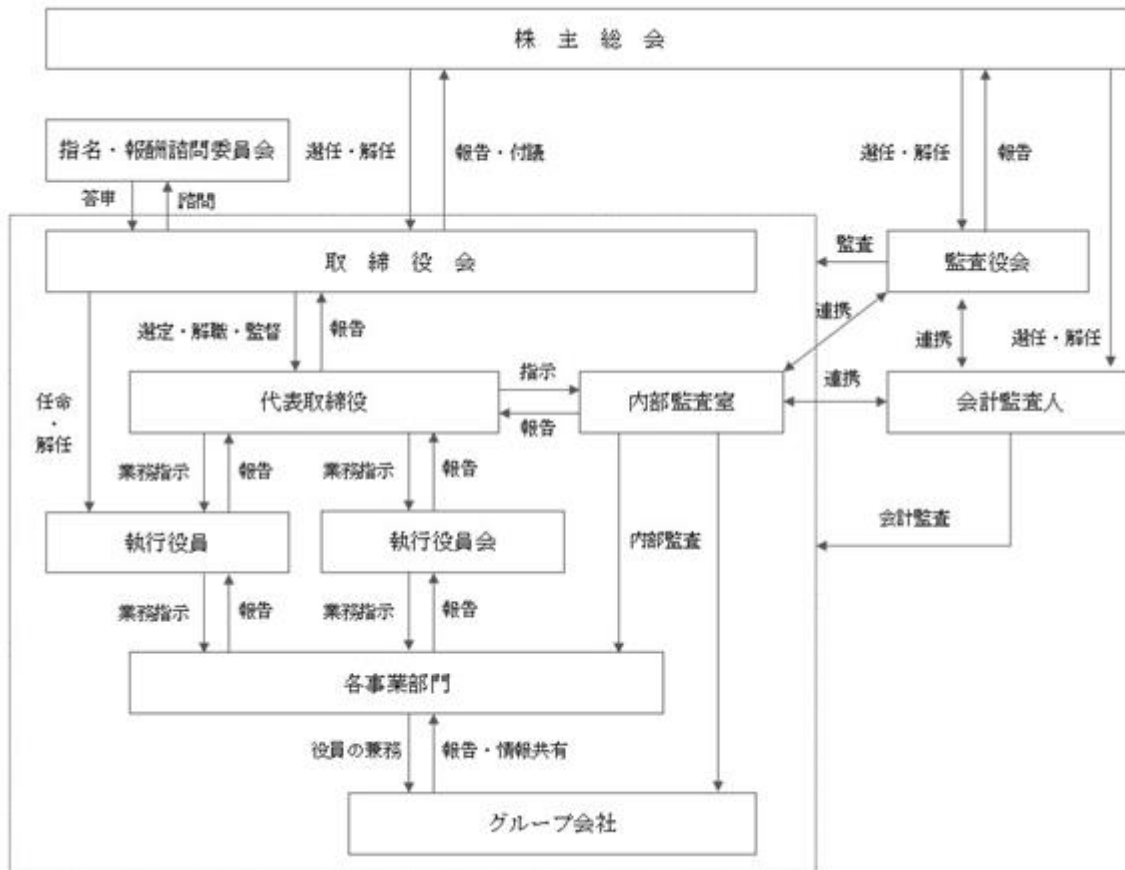 株主総会
指名・報酬諮問委員会
選任・解任
報告・付議
選任・解任
報告
答申
諮問
取締役会
監査
監査役会
選定・解職・監督
報告
連携
連携
選任・解任
代表取締役
指示
報告
内部監査室
連携
会計監査人
任命
・
解任
業務指示
報告
業務指示
報告
執行役員
執行役員会
内部監査
会計監査
業務指示
報告
業務指示
報告
各事業部門
役員の兼務
報告・情報共有
グループ会社